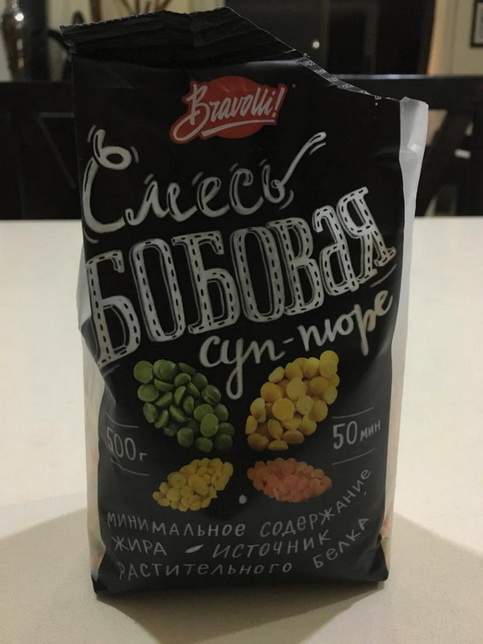 Bravolli!
Смесь
БОБОВАЯ
суп-пюре
500г
50 мин
МИНИМАЛЬНОЕ СОДЕРЖАНИЕ
ЖИРА - ИСТОЧНИК
РАСТИТЕЛЬНОГО БЕЛКА